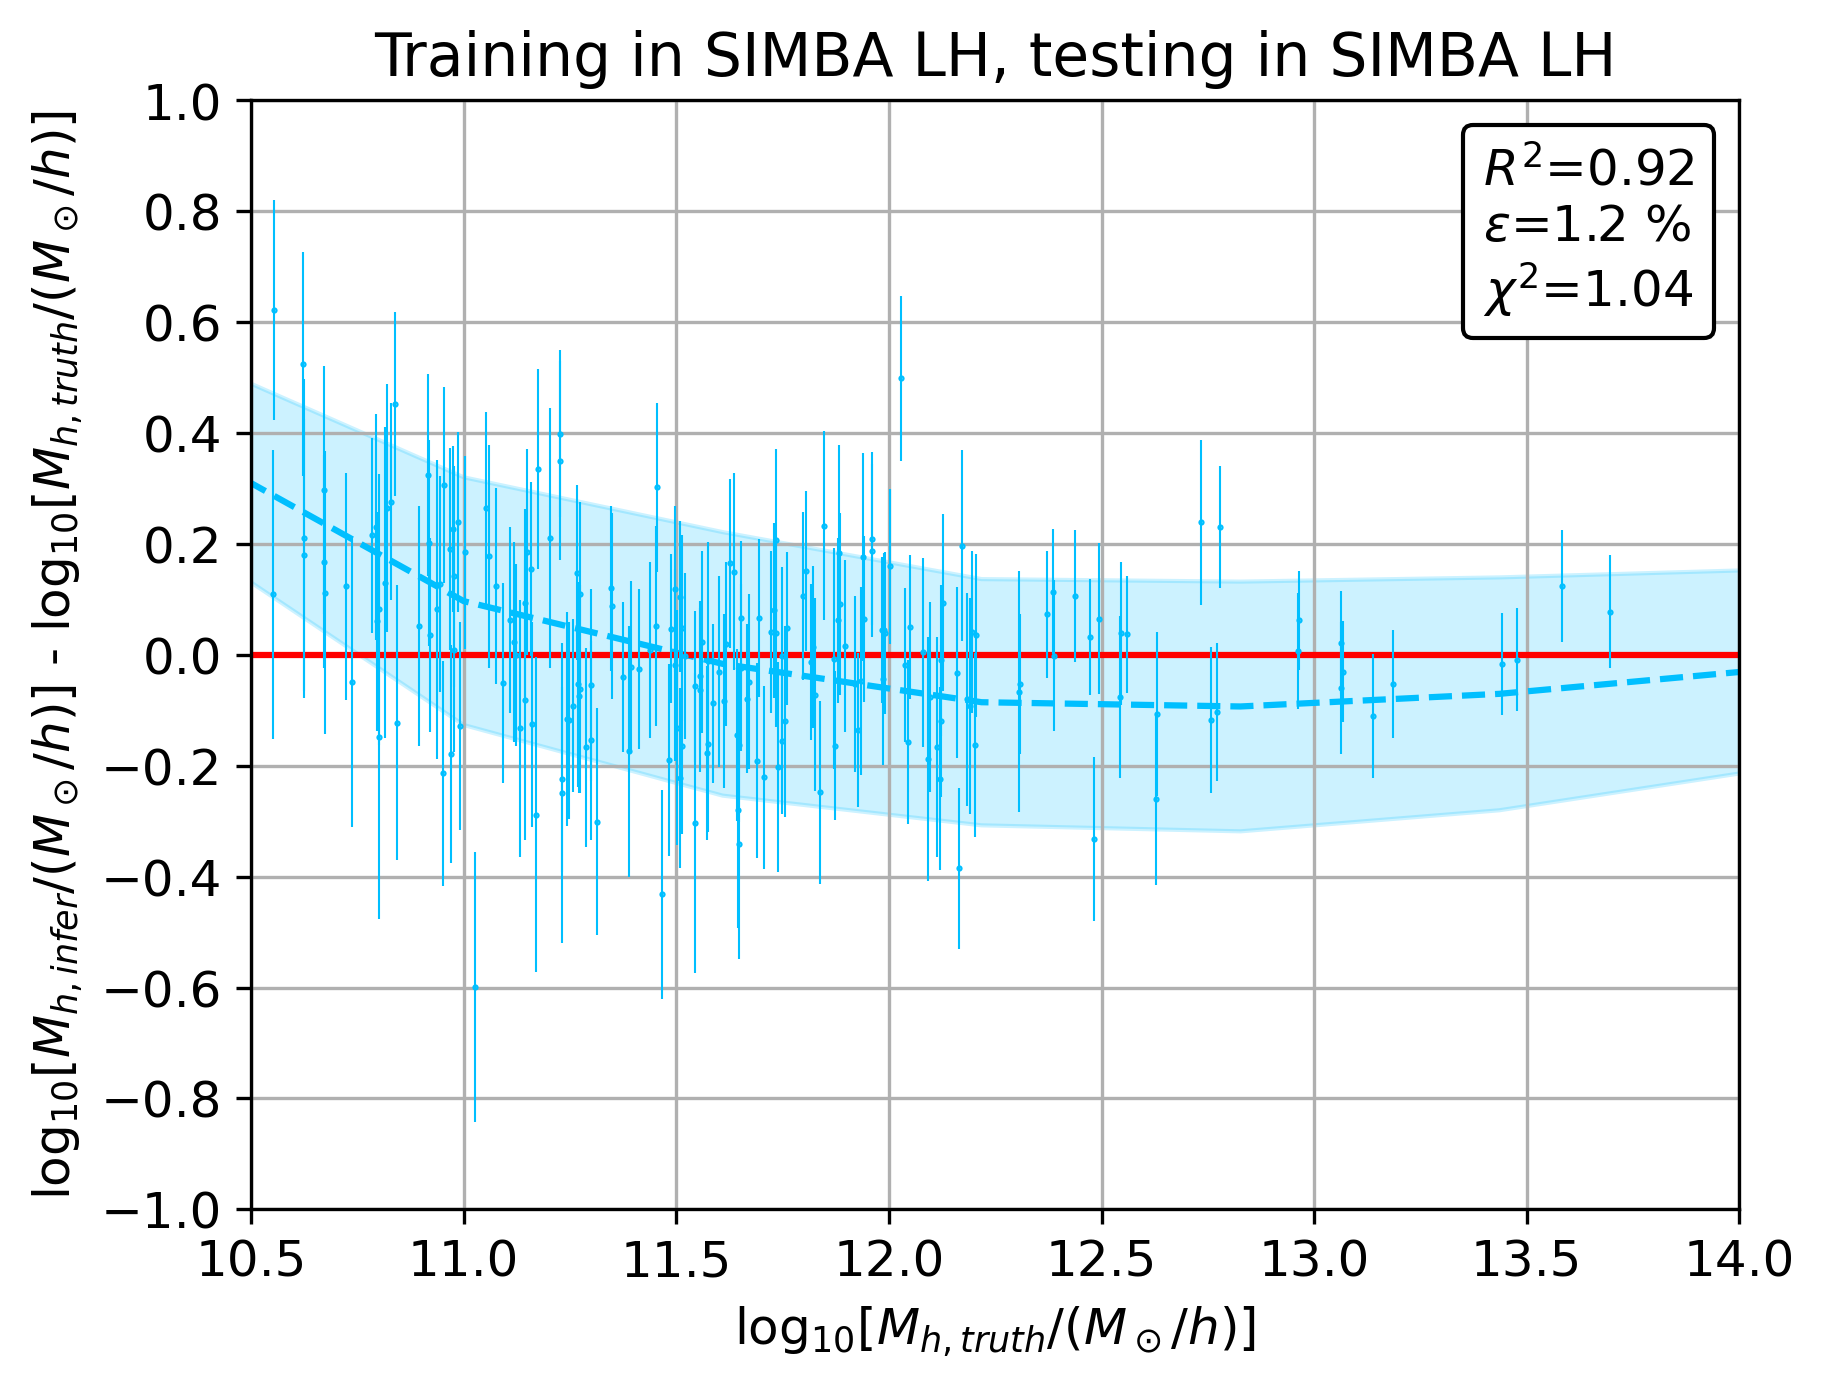 Training in SIMBA LH, testing in SIMBA LH
log₁₀[M_{h,infer}/(M_⊙/h)] - log₁₀[M_{h,truth}/(M_⊙/h)]
1.0
0.8
0.6
0.4
0.2
0.0
−0.2
−0.4
−0.6
−0.8
−1.0
R²=0.92
ε=1.2 %
χ²=1.04
10.5 11.0 11.5 12.0 12.5 13.0 13.5 14.0
log₁₀[M_{h,truth}/(M_⊙/h)]